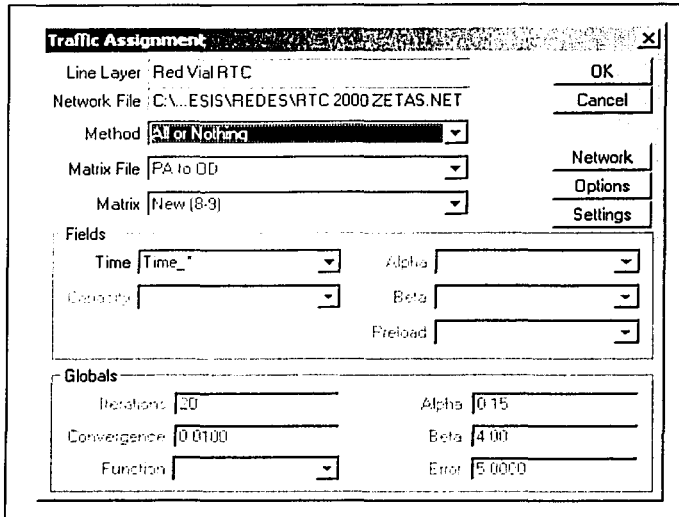 Traffic Assignment
Line Layer Red Vial RTC
Network File C:\...ESIS\REDES\RTC 2000 ZETAS.NET
Method All or Nothing
Matrix File PA to OD
Matrix New (8-9)
OK
Cancel
Network
Options
Settings
Fields
Time Time_*
Capacity
Alpha
Beta
Preload
Globals
Iterations 20
Convergence 0.0100
Function
Alpha 0.15
Beta 4.00
Error 5.0000